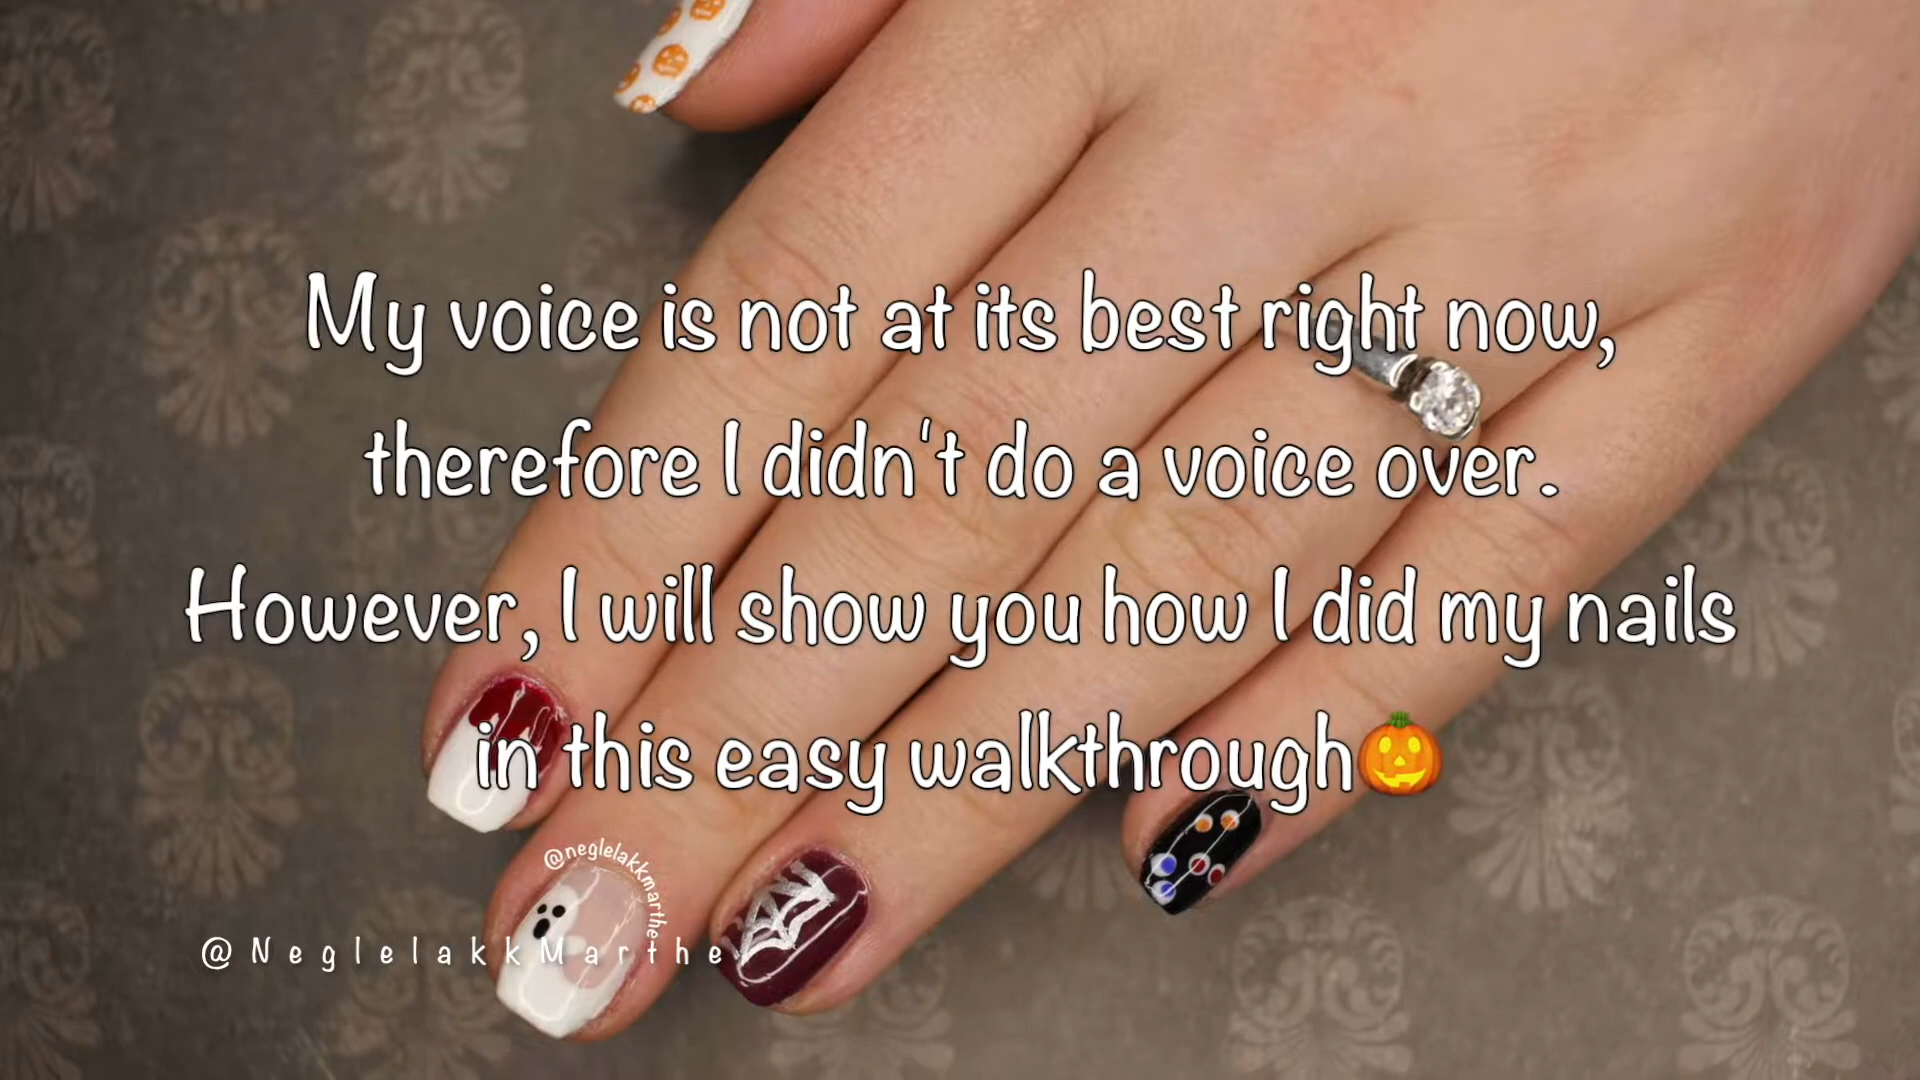 My voice is not at its best right now,
therefore I didn't do a voice over.
However, I will show you how I did my nails
in this easy walkthrough🎃
@neglelakkmarthe
@NeglelakkMarthe